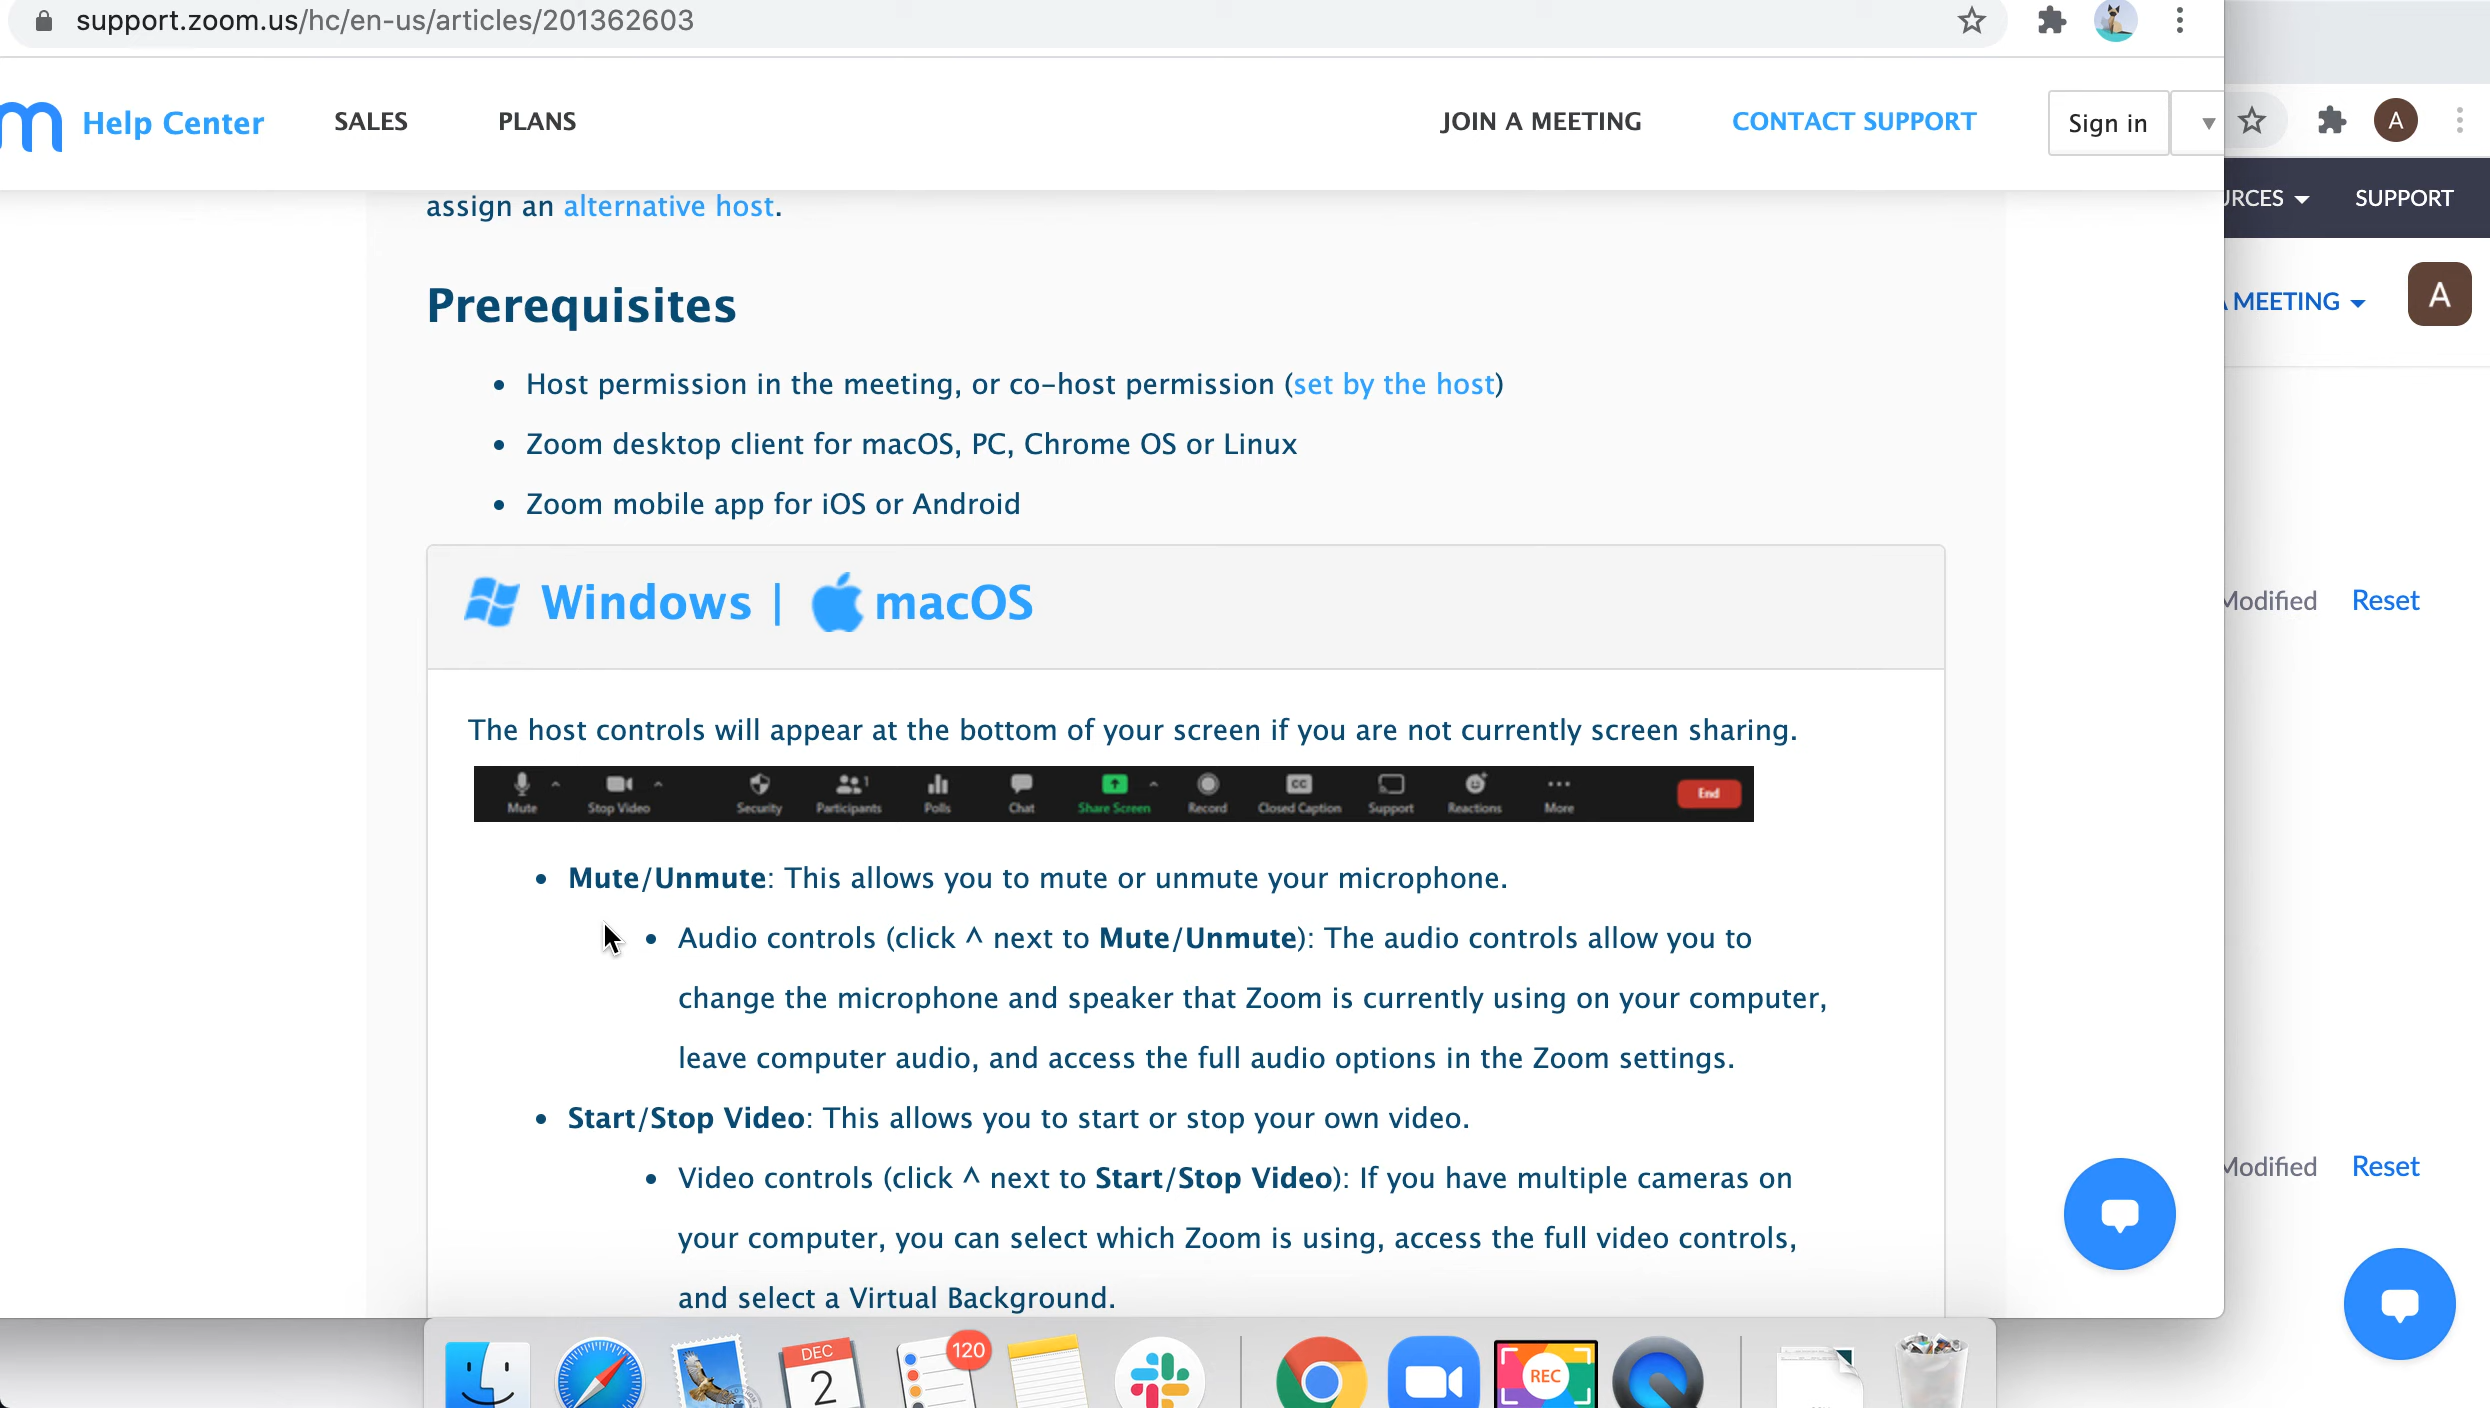 support.zoom.us/hc/en-us/articles/201362603
m Help Center SALES PLANS JOIN A MEETING CONTACT SUPPORT Sign in
A
SUPPORT
MEETING
A
assign an alternative host.
Prerequisites
Host permission in the meeting, or co-host permission (set by the host)
Zoom desktop client for macOS, PC, Chrome OS or Linux
Zoom mobile app for iOS or Android
Windows | macOS
Modified Reset
The host controls will appear at the bottom of your screen if you are not currently screen sharing.
1
CC
Mute Stop Video Security Participants Polls Chat Share Screen Record Closed Caption Support Reactions More End
Mute/Unmute: This allows you to mute or unmute your microphone.
Audio controls (click ^ next to Mute/Unmute): The audio controls allow you to
change the microphone and speaker that Zoom is currently using on your computer,
leave computer audio, and access the full audio options in the Zoom settings.
Start/Stop Video: This allows you to start or stop your own video.
Video controls (click ^ next to Start/Stop Video): If you have multiple cameras on
your computer, you can select which Zoom is using, access the full video controls,
and select a Virtual Background.
Modified Reset
DEC
2
120
REC